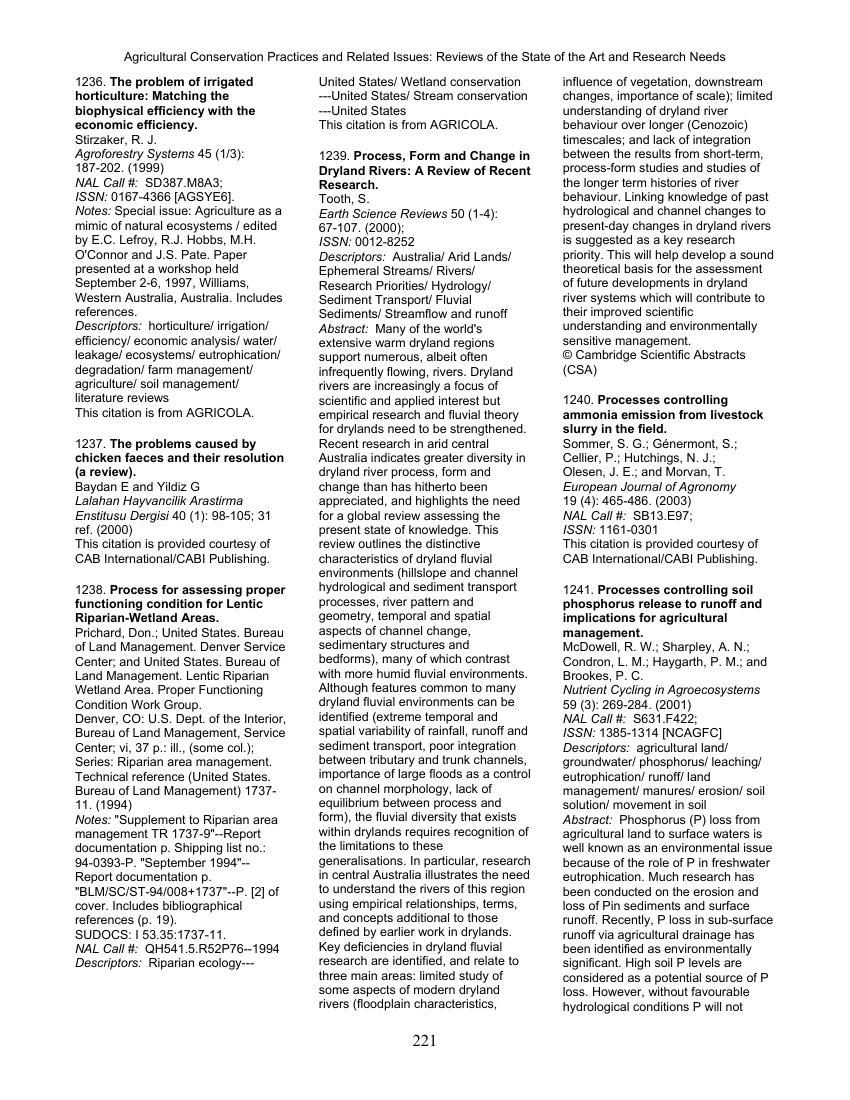 Agricultural Conservation Practices and Related Issues: Reviews of the State of the Art and Research Needs
1236. The problem of irrigated
horticulture: Matching the
biophysical efficiency with the
economic efficiency.
Stirzaker, R. J.
Agroforestry Systems 45 (1/3):
187-202. (1999)
NAL Call #: SD387.M8A3;
ISSN: 0167-4366 [AGSYE6].
Notes: Special issue: Agriculture as a
mimic of natural ecosystems / edited
by E.C. Lefroy, R.J. Hobbs, M.H.
O'Connor and J.S. Pate. Paper
presented at a workshop held
September 2-6, 1997, Williams,
Western Australia, Australia. Includes
references.
Descriptors: horticulture/ irrigation/
efficiency/ economic analysis/ water/
leakage/ ecosystems/ eutrophication/
degradation/ farm management/
agriculture/ soil management/
literature reviews
This citation is from AGRICOLA.
1237. The problems caused by
chicken faeces and their resolution
(a review).
Baydan E and Yildiz G
Lalahan Hayvancilik Arastirma
Enstitusu Dergisi 40 (1): 98-105; 31
ref. (2000)
This citation is provided courtesy of
CAB International/CABI Publishing.
1238. Process for assessing proper
functioning condition for Lentic
Riparian-Wetland Areas.
Prichard, Don.; United States. Bureau
of Land Management. Denver Service
Center; and United States. Bureau of
Land Management. Lentic Riparian
Wetland Area. Proper Functioning
Condition Work Group.
Denver, CO: U.S. Dept. of the Interior,
Bureau of Land Management, Service
Center; vi, 37 p.: ill., (some col.);
Series: Riparian area management.
Technical reference (United States.
Bureau of Land Management) 1737-
11. (1994)
Notes: "Supplement to Riparian area
management TR 1737-9"--Report
documentation p. Shipping list no.:
94-0393-P. "September 1994"--
Report documentation p.
"BLM/SC/ST-94/008+1737"--P. [2] of
cover. Includes bibliographical
references (p. 19).
SUDOCS: I 53.35:1737-11.
NAL Call #: QH541.5.R52P76--1994
Descriptors: Riparian ecology---
United States/ Wetland conservation
---United States/ Stream conservation
---United States
This citation is from AGRICOLA.
1239. Process, Form and Change in
Dryland Rivers: A Review of Recent
Research.
Tooth, S.
Earth Science Reviews 50 (1-4):
67-107. (2000);
ISSN: 0012-8252
Descriptors: Australia/ Arid Lands/
Ephemeral Streams/ Rivers/
Research Priorities/ Hydrology/
Sediment Transport/ Fluvial
Sediments/ Streamflow and runoff
Abstract: Many of the world's
extensive warm dryland regions
support numerous, albeit often
infrequently flowing, rivers. Dryland
rivers are increasingly a focus of
scientific and applied interest but
empirical research and fluvial theory
for drylands need to be strengthened.
Recent research in arid central
Australia indicates greater diversity in
dryland river process, form and
change than has hitherto been
appreciated, and highlights the need
for a global review assessing the
present state of knowledge. This
review outlines the distinctive
characteristics of dryland fluvial
environments (hillslope and channel
hydrological and sediment transport
processes, river pattern and
geometry, temporal and spatial
aspects of channel change,
sedimentary structures and
bedforms), many of which contrast
with more humid fluvial environments.
Although features common to many
dryland fluvial environments can be
identified (extreme temporal and
spatial variability of rainfall, runoff and
sediment transport, poor integration
between tributary and trunk channels,
importance of large floods as a control
on channel morphology, lack of
equilibrium between process and
form), the fluvial diversity that exists
within drylands requires recognition of
the limitations to these
generalisations. In particular, research
in central Australia illustrates the need
to understand the rivers of this region
using empirical relationships, terms,
and concepts additional to those
defined by earlier work in drylands.
Key deficiencies in dryland fluvial
research are identified, and relate to
three main areas: limited study of
some aspects of modern dryland
rivers (floodplain characteristics,
influence of vegetation, downstream
changes, importance of scale); limited
understanding of dryland river
behaviour over longer (Cenozoic)
timescales; and lack of integration
between the results from short-term,
process-form studies and studies of
the longer term histories of river
behaviour. Linking knowledge of past
hydrological and channel changes to
present-day changes in dryland rivers
is suggested as a key research
priority. This will help develop a sound
theoretical basis for the assessment
of future developments in dryland
river systems which will contribute to
their improved scientific
understanding and environmentally
sensitive management.
© Cambridge Scientific Abstracts
(CSA)
1240. Processes controlling
ammonia emission from livestock
slurry in the field.
Sommer, S. G.; Génermont, S.;
Cellier, P.; Hutchings, N. J.;
Olesen, J. E.; and Morvan, T.
European Journal of Agronomy
19 (4): 465-486. (2003)
NAL Call #: SB13.E97;
ISSN: 1161-0301
This citation is provided courtesy of
CAB International/CABI Publishing.
1241. Processes controlling soil
phosphorus release to runoff and
implications for agricultural
management.
McDowell, R. W.; Sharpley, A. N.;
Condron, L. M.; Haygarth, P. M.; and
Brookes, P. C.
Nutrient Cycling in Agroecosystems
59 (3): 269-284. (2001)
NAL Call #: S631.F422;
ISSN: 1385-1314 [NCAGFC]
Descriptors: agricultural land/
groundwater/ phosphorus/ leaching/
eutrophication/ runoff/ land
management/ manures/ erosion/ soil
solution/ movement in soil
Abstract: Phosphorus (P) loss from
agricultural land to surface waters is
well known as an environmental issue
because of the role of P in freshwater
eutrophication. Much research has
been conducted on the erosion and
loss of Pin sediments and surface
runoff. Recently, P loss in sub-surface
runoff via agricultural drainage has
been identified as environmentally
significant. High soil P levels are
considered as a potential source of P
loss. However, without favourable
hydrological conditions P will not
221